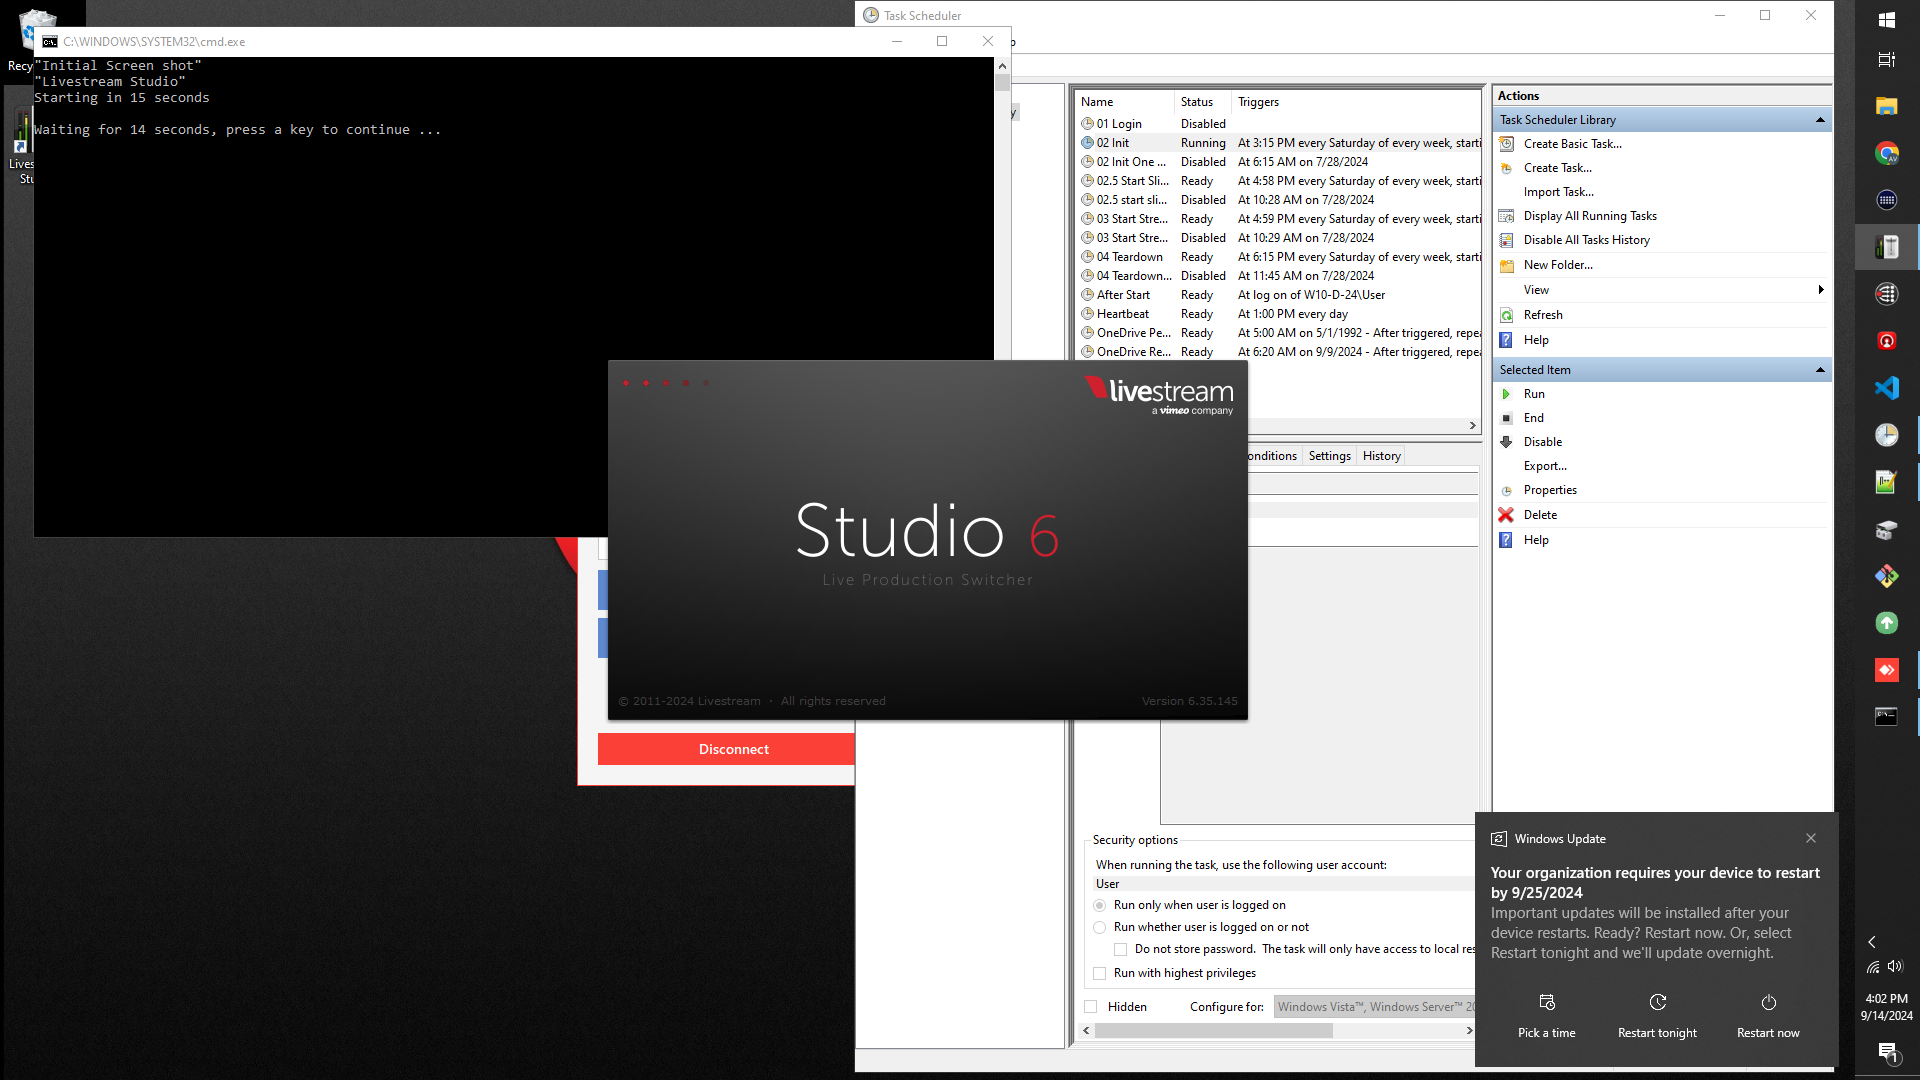 Recy
Lives
Stu
C:\WINDOWS\SYSTEM32\cmd.exe
"Initial Screen shot"
"Livestream Studio"
Starting in 15 seconds
Waiting for 14 seconds, press a key to continue ...
Task Scheduler
Name Status Triggers
01 Login Disabled
02 Init Running At 3:15 PM every Saturday of every week, starti
02 Init One ... Disabled At 6:15 AM on 7/28/2024
02.5 Start Sli... Ready At 4:58 PM every Saturday of every week, starti
02.5 start sli... Disabled At 10:28 AM on 7/28/2024
03 Start Stre... Ready At 4:59 PM every Saturday of every week, starti
03 Start Stre... Disabled At 10:29 AM on 7/28/2024
04 Teardown Ready At 6:15 PM every Saturday of every week, starti
04 Teardown... Disabled At 11:45 AM on 7/28/2024
After Start Ready At log on of W10-D-24\User
Heartbeat Ready At 1:00 PM every day
OneDrive Pe... Ready At 5:00 AM on 5/1/1992 - After triggered, repea
OneDrive Re... Ready At 6:20 AM on 9/9/2024 - After triggered, repea
onditions Settings History
livestream
a vimeo company
Studio 6
Live Production Switcher
© 2011-2024 Livestream · All rights reserved
Version 6.35.145
Disconnect
Security options
When running the task, use the following user account:
User
Run only when user is logged on
Run whether user is logged on or not
Do not store password. The task will only have access to local res
Run with highest privileges
Hidden Configure for: Windows Vista™, Windows Server™ 20
Actions
Task Scheduler Library
Create Basic Task...
Create Task...
Import Task...
Display All Running Tasks
Disable All Tasks History
New Folder...
View
Refresh
Help
Selected Item
Run
End
Disable
Export...
Properties
Delete
Help
Windows Update
Your organization requires your device to restart
by 9/25/2024
Important updates will be installed after your
device restarts. Ready? Restart now. Or, select
Restart tonight and we'll update overnight.
Pick a time Restart tonight Restart now
4:02 PM
9/14/2024
1